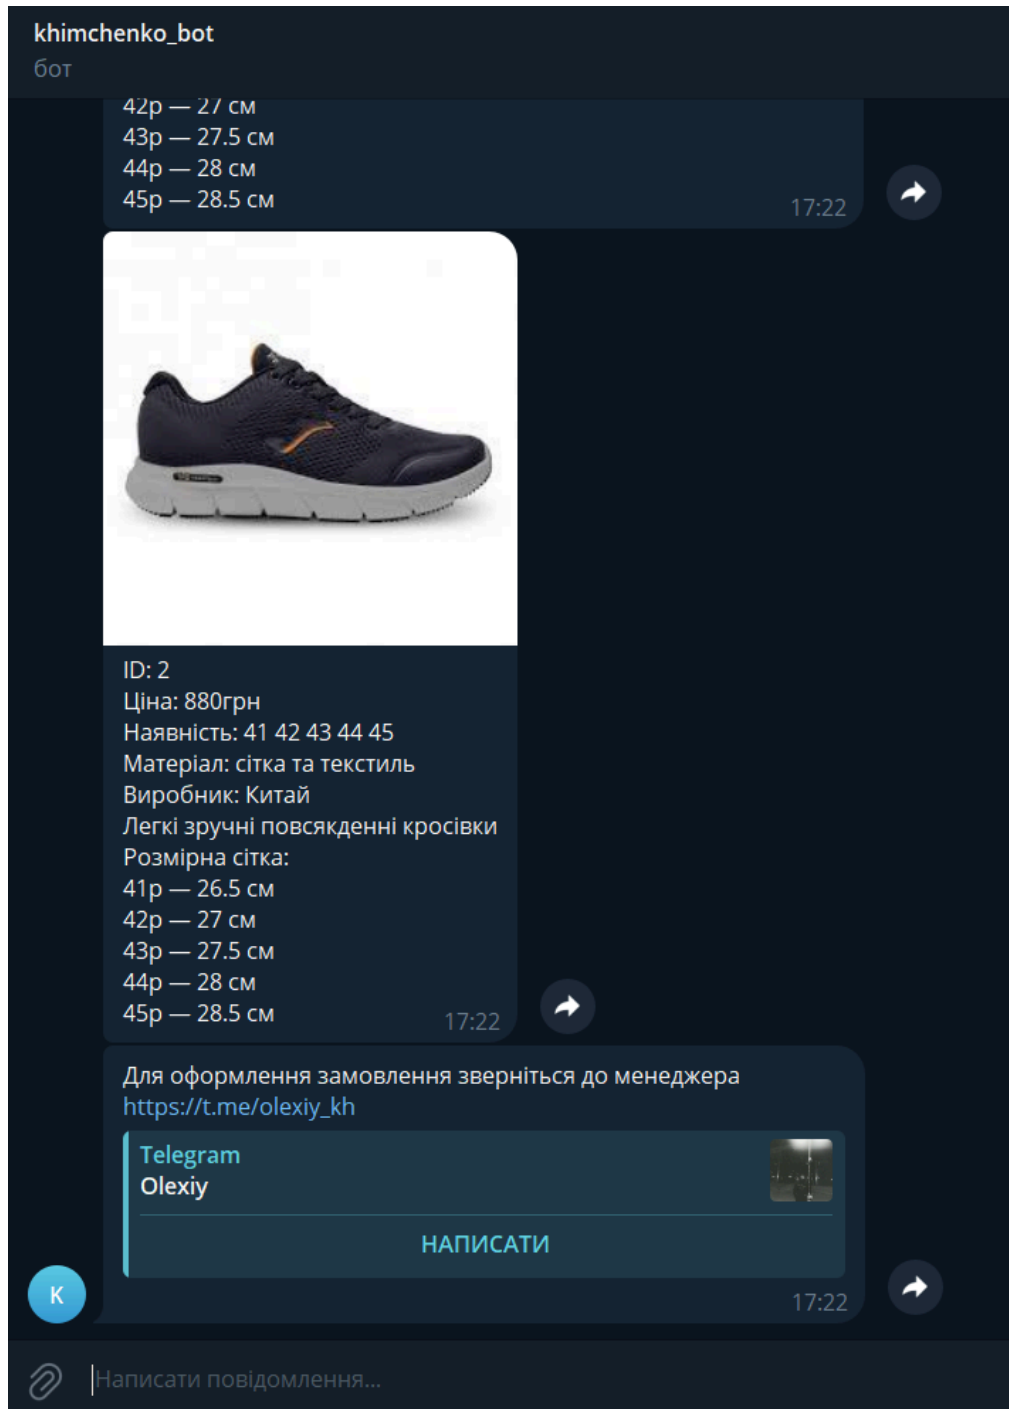 khimchenko_bot
бот
42р — 27 см
43р — 27.5 см
44р — 28 см
45р — 28.5 см
17:22
ID: 2
Ціна: 880грн
Наявність: 41 42 43 44 45
Матеріал: сітка та текстиль
Виробник: Китай
Легкі зручні повсякденні кросівки
Розмірна сітка:
41р — 26.5 см
42р — 27 см
43р — 27.5 см
44р — 28 см
45р — 28.5 см
17:22
Для оформлення замовлення зверніться до менеджера
https://t.me/olexiy_kh
Telegram
Olexiy
НАПИСАТИ
K
17:22
Написати повідомлення...